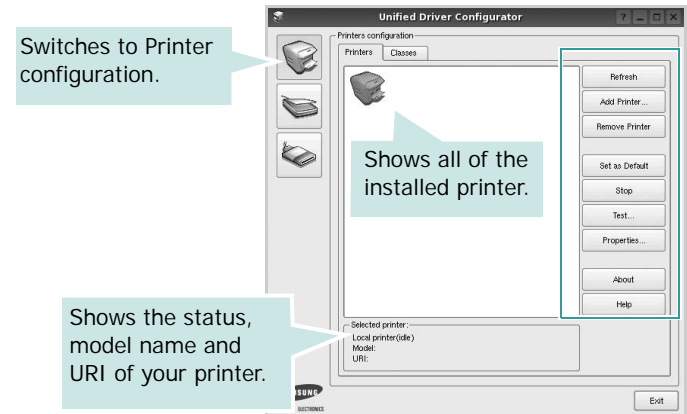 Unified Driver Configurator
Switches to Printer
configuration.
Printers configuration
Printers
Classes
Refresh
Add Printer...
Remove Printer
Shows all of the
installed printer.
Set as Default
Stop
Test...
Properties...
About
Help
Shows the status,
model name and
URI of your printer.
Selected printer:
Local printer(idle)
Model:
URI:
SUNG
ELECTRONICS
Exit